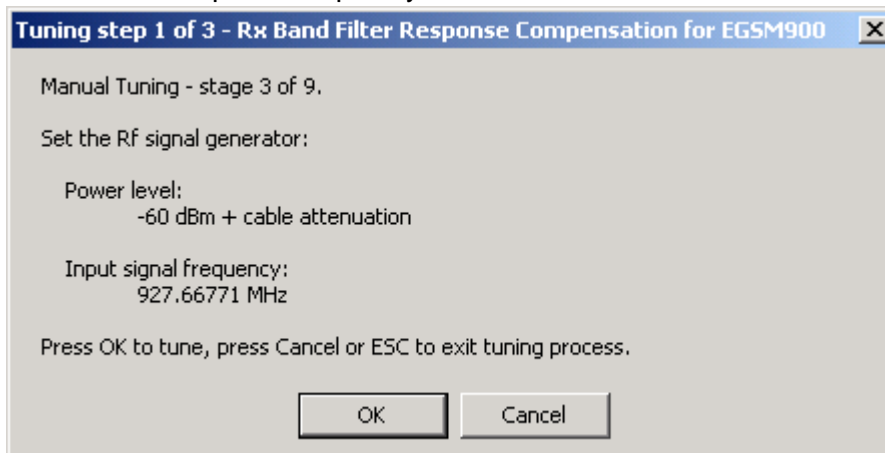 Tuning step 1 of 3 - Rx Band Filter Response Compensation for EGSM900
Manual Tuning - stage 3 of 9.
Set the Rf signal generator:
Power level:
-60 dBm + cable attenuation
Input signal frequency:
927.66771 MHz
Press OK to tune, press Cancel or ESC to exit tuning process.
OK Cancel